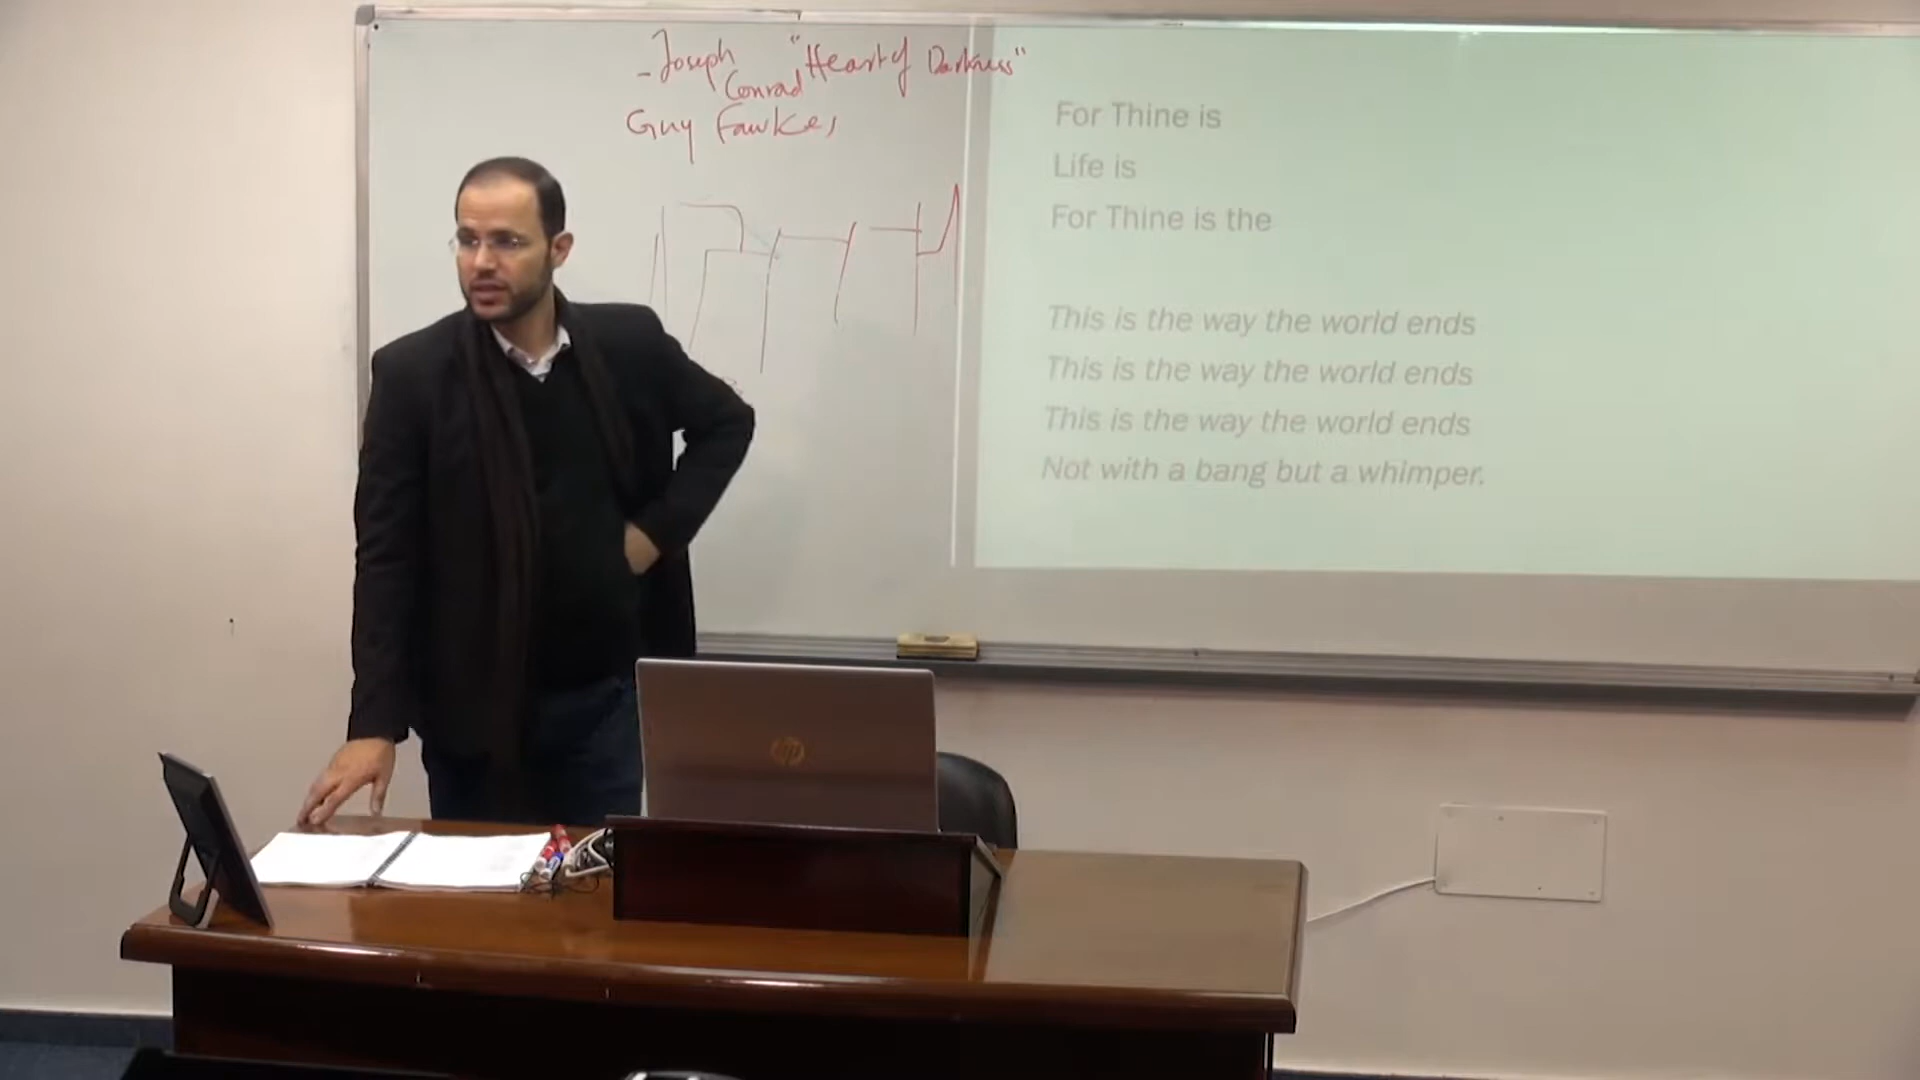 - Joseph "Heart of Darkness"
Conrad
Guy Fawkes
For Thine is
Life is
For Thine is the
This is the way the world ends
This is the way the world ends
This is the way the world ends
Not with a bang but a whimper.
hp